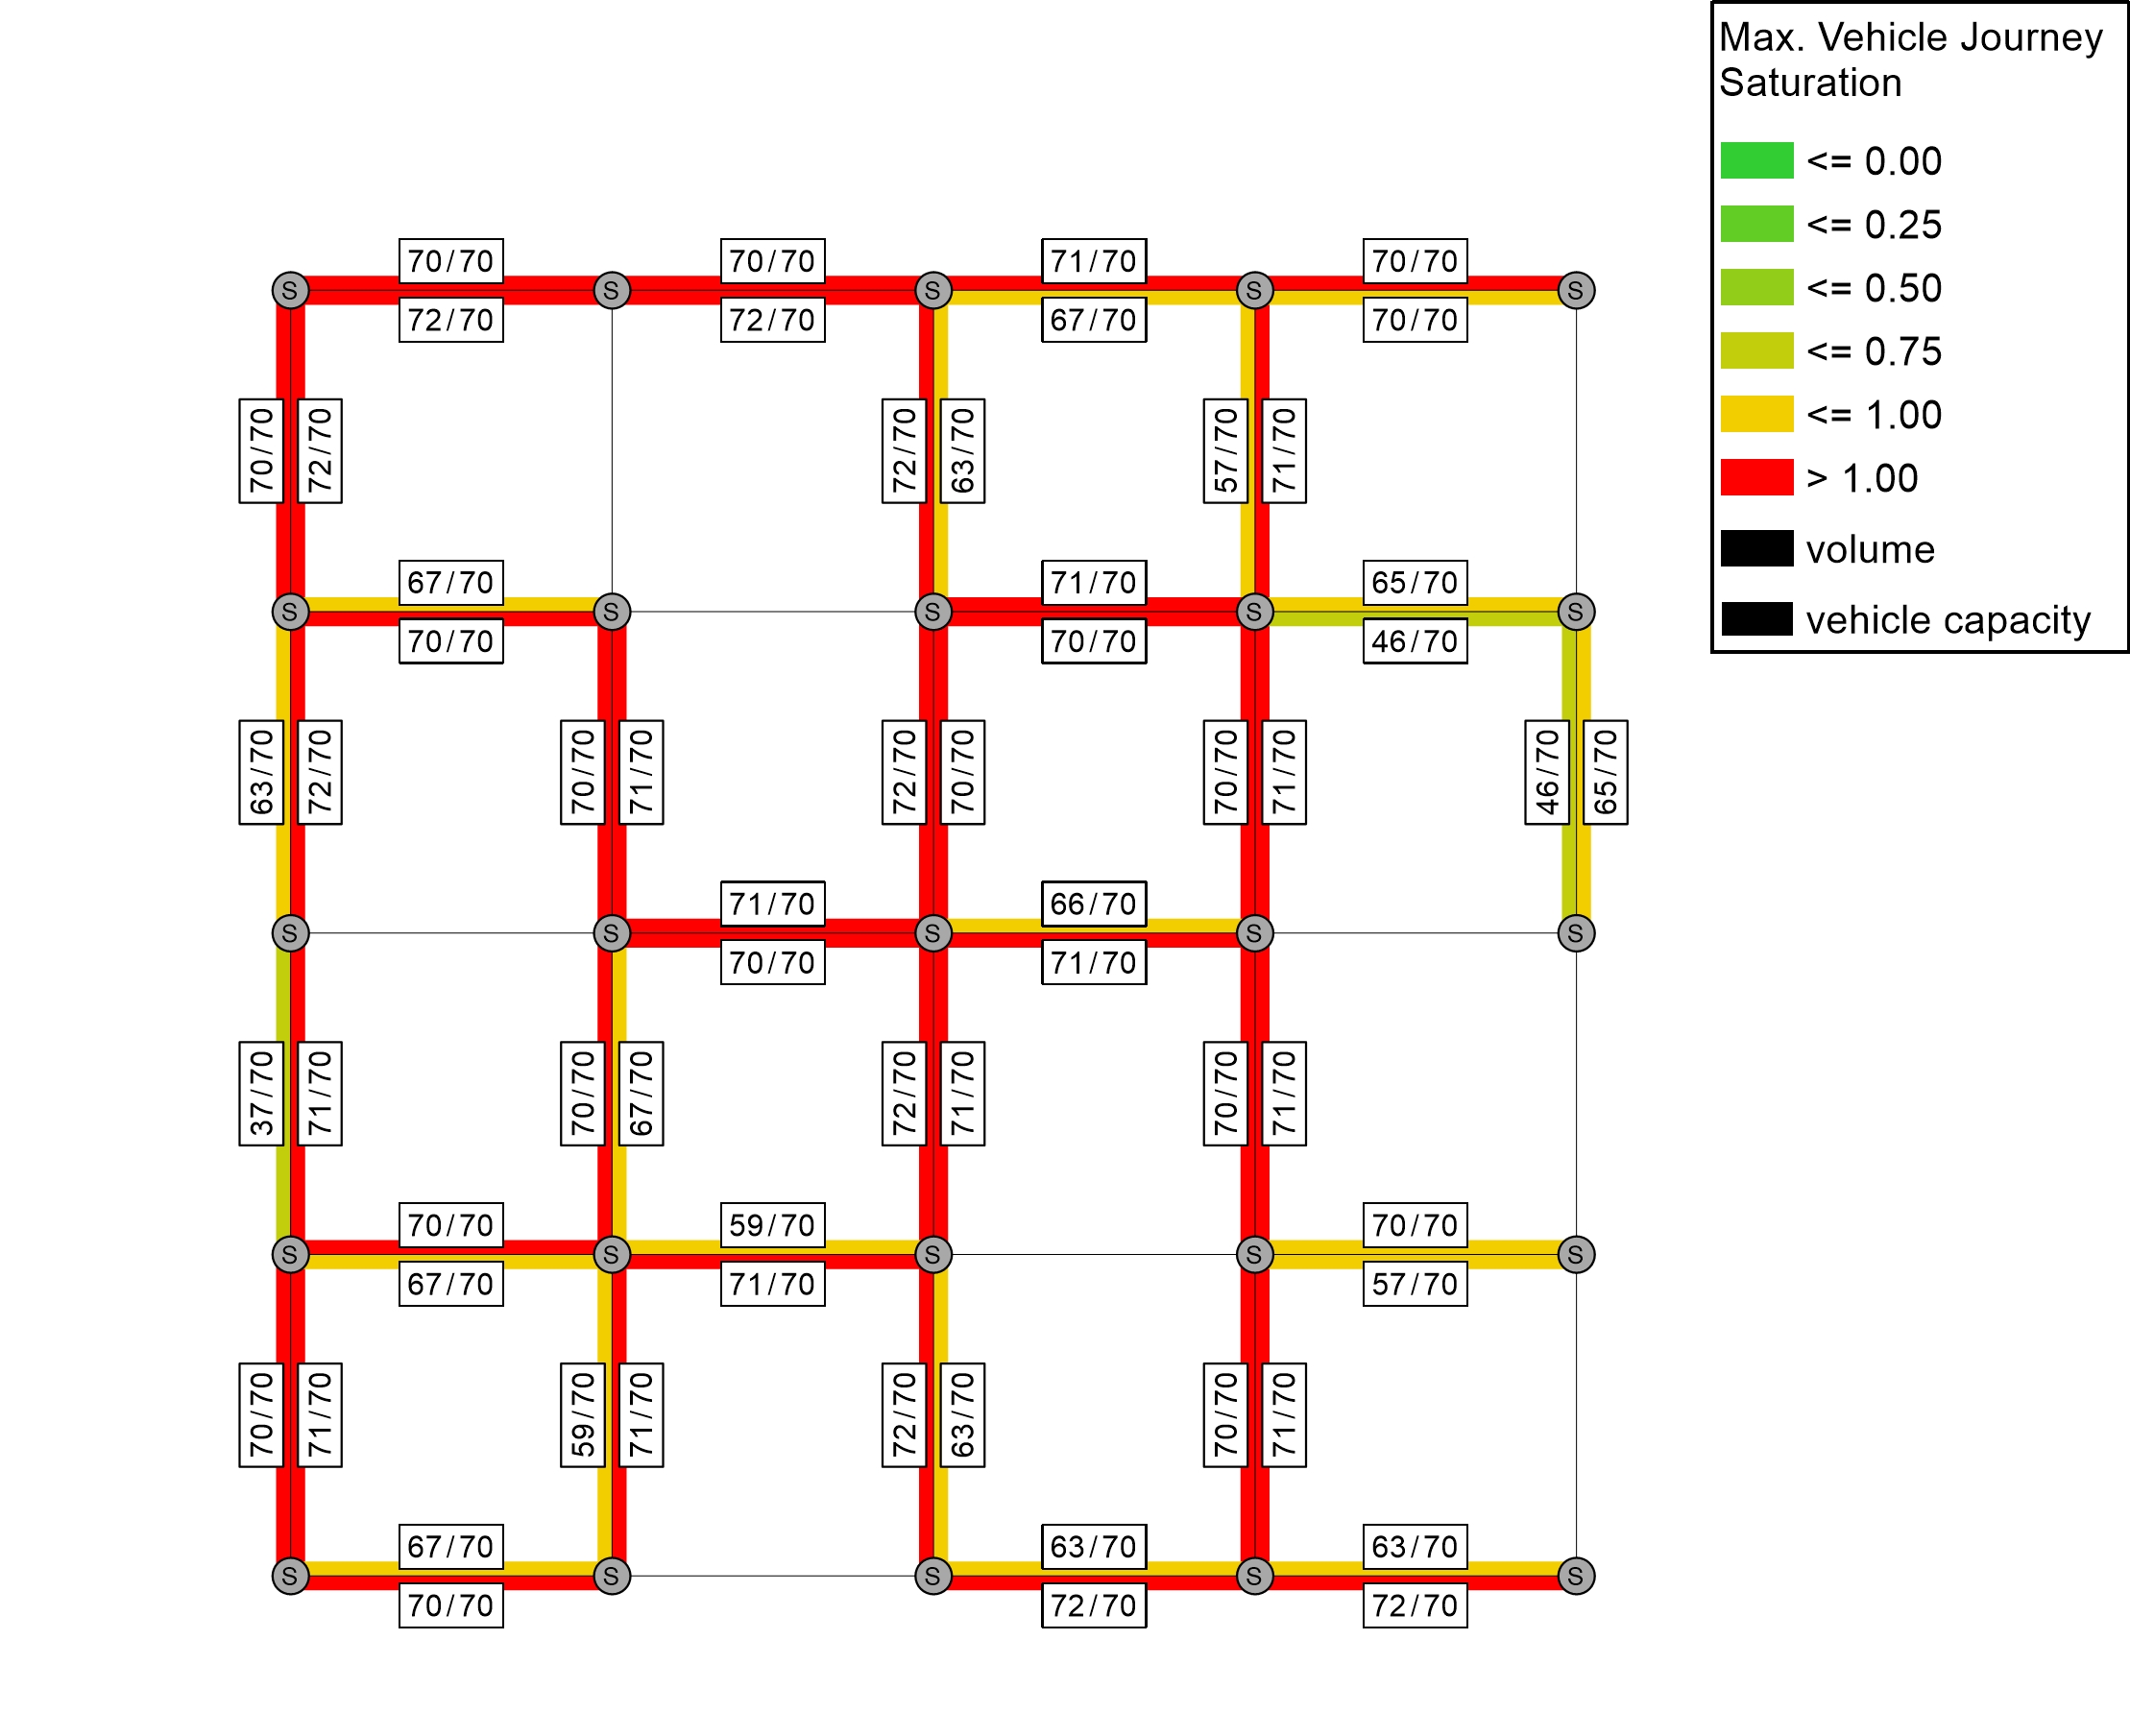 Max. Vehicle Journey
Saturation
<= 0.00
<= 0.25
<= 0.50
<= 0.75
<= 1.00
> 1.00
volume
vehicle capacity
70/70 70/70 71/70 70/70
S S S S S
72/70 72/70 67/70 70/70
70/70 72/70 72/70 63/70 57/70 71/70
67/70 71/70 65/70
S S S S S
70/70 70/70 46/70
63/70 72/70 70/70 71/70 72/70 70/70 70/70 71/70 46/70 65/70
71/70 66/70
S S S S S
70/70 71/70
37/70 71/70 70/70 67/70 72/70 71/70 70/70 71/70
70/70 59/70 70/70
S S S S S
67/70 71/70 57/70
70/70 71/70 59/70 71/70 72/70 63/70 70/70 71/70
67/70 63/70 63/70
S S S S S
70/70 72/70 72/70